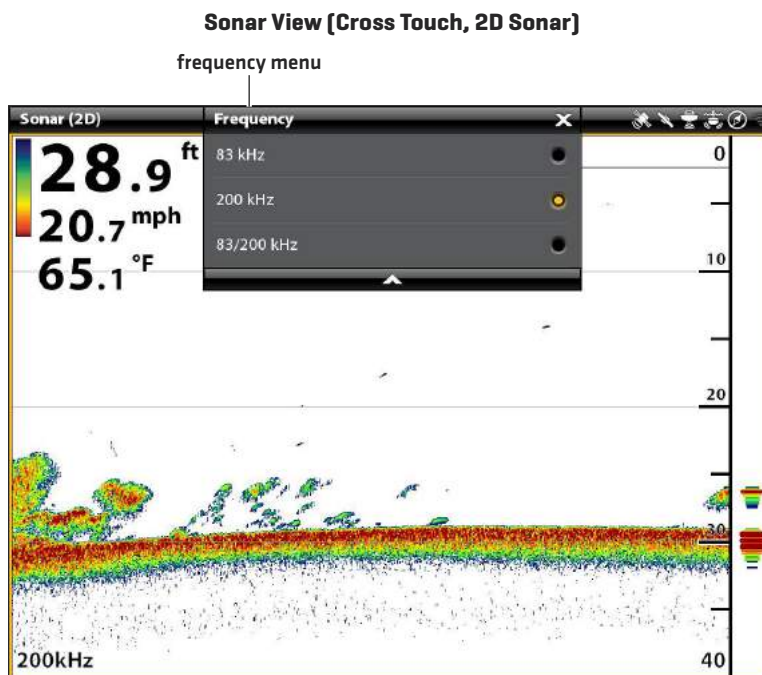 Sonar View (Cross Touch, 2D Sonar)
frequency menu
Sonar (2D)
Frequency
X
28.9 ft
20.7 mph
65.1 °F
83 kHz
200 kHz
83/200 kHz
0
10
20
30
40
200kHz